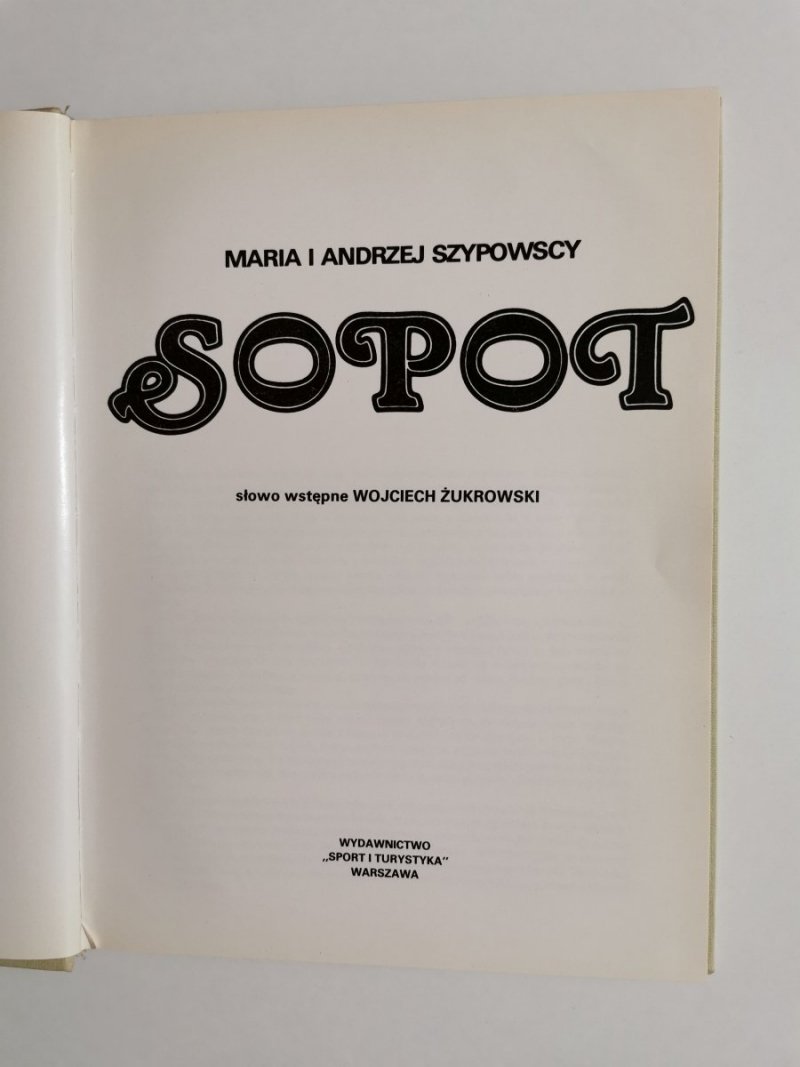 MARIA I ANDRZEJ SZYPOWSCY
SOPOT
słowo wstępne WOJCIECH ŻUKROWSKI
WYDAWNICTWO
„SPORT I TURYSTYKA”
WARSZAWA